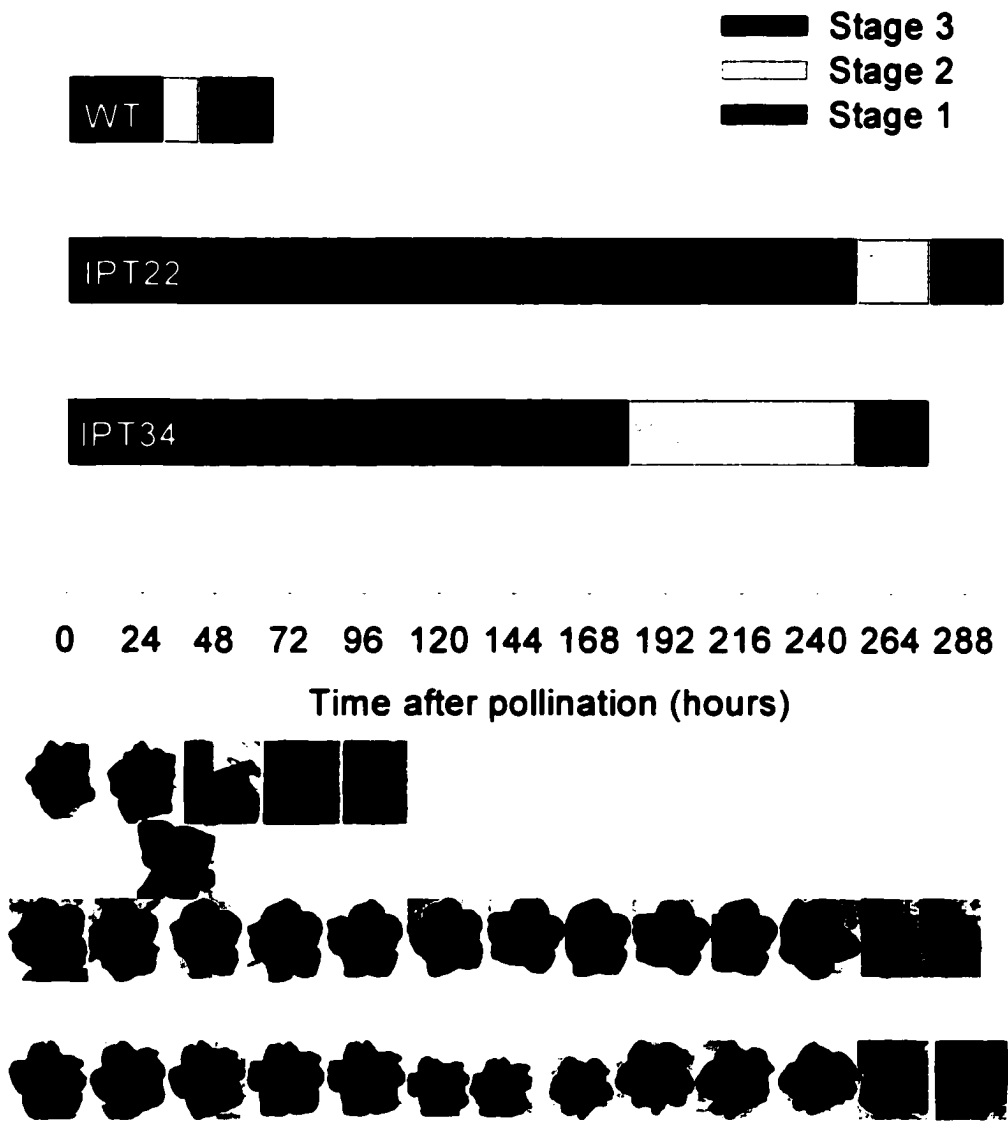 Stage 3
Stage 2
Stage 1
WT
IPT22
IPT34
0 24 48 72 96 120 144 168 192 216 240 264 288
Time after pollination (hours)